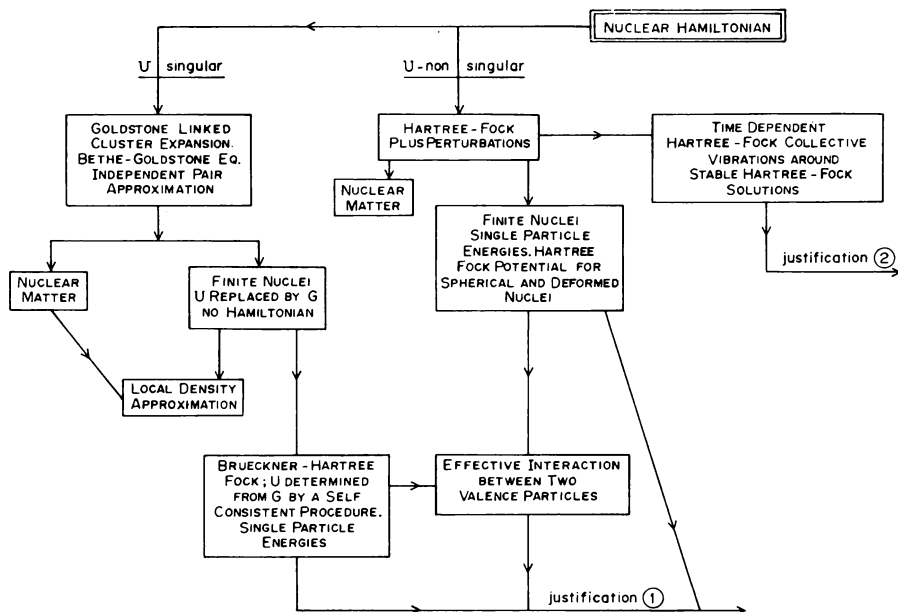 NUCLEAR HAMILTONIAN
U singular
U-non singular
GOLDSTONE LINKED
CLUSTER EXPANSION.
BETHE-GOLDSTONE EQ.
INDEPENDENT PAIR
APPROXIMATION
HARTREE-FOCK
PLUS PERTURBATIONS
TIME DEPENDENT
HARTREE-FOCK COLLECTIVE
VIBRATIONS AROUND
STABLE HARTREE-FOCK
SOLUTIONS
NUCLEAR
MATTER
FINITE NUCLEI
SINGLE PARTICLE
ENERGIES. HARTREE
FOCK POTENTIAL FOR
SPHERICAL AND DEFORMED
NUCLEI
justification 2
NUCLEAR
MATTER
FINITE NUCLEI
U REPLACED BY G
NO HAMILTONIAN
LOCAL DENSITY
APPROXIMATION
BRUECKNER-HARTREE
FOCK; U DETERMINED
FROM G BY A SELF
CONSISTENT PROCEDURE.
SINGLE PARTICLE
ENERGIES
EFFECTIVE INTERACTION
BETWEEN TWO
VALENCE PARTICLES
justification 1